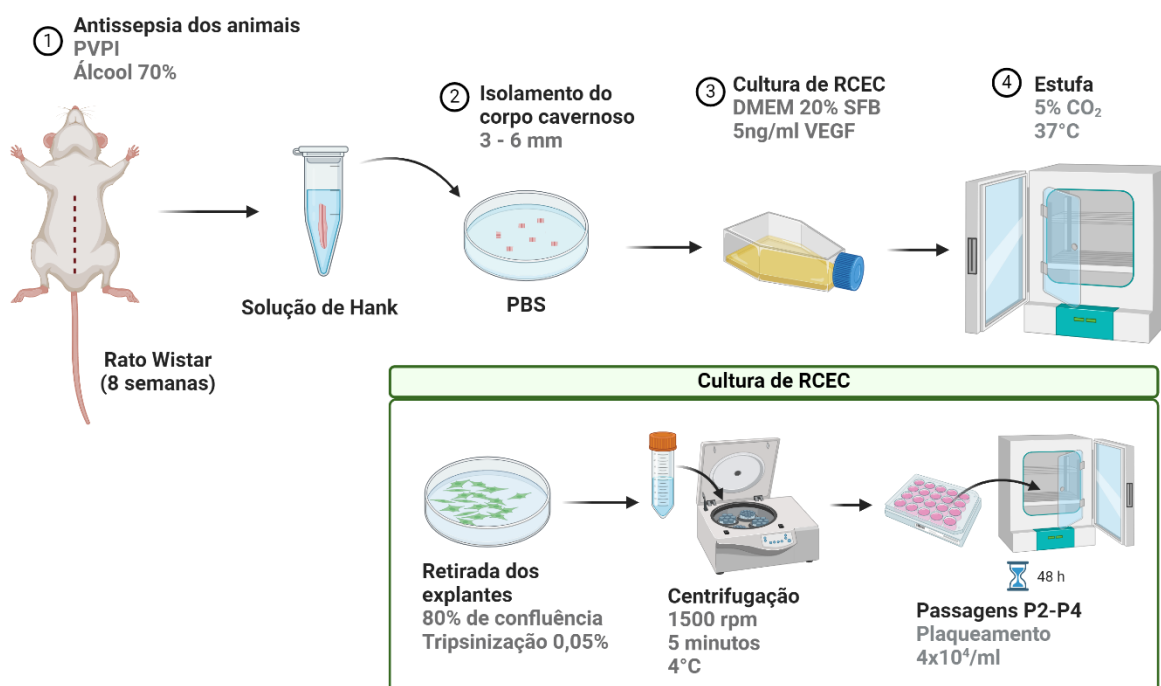 1
Antissepsia dos animais
PVPI
Álcool 70%
Rato Wistar
(8 semanas)
Solução de Hank
2
Isolamento do
corpo cavernoso
3 - 6 mm
PBS
3
Cultura de RCEC
DMEM 20% SFB
5ng/ml VEGF
4
Estufa
5% CO₂
37°C
Cultura de RCEC
Retirada dos
explantes
80% de confluência
Tripsinização 0,05%
Centrifugação
1500 rpm
5 minutos
4°C
48 h
Passagens P2-P4
Plaqueamento
4x10⁴/ml